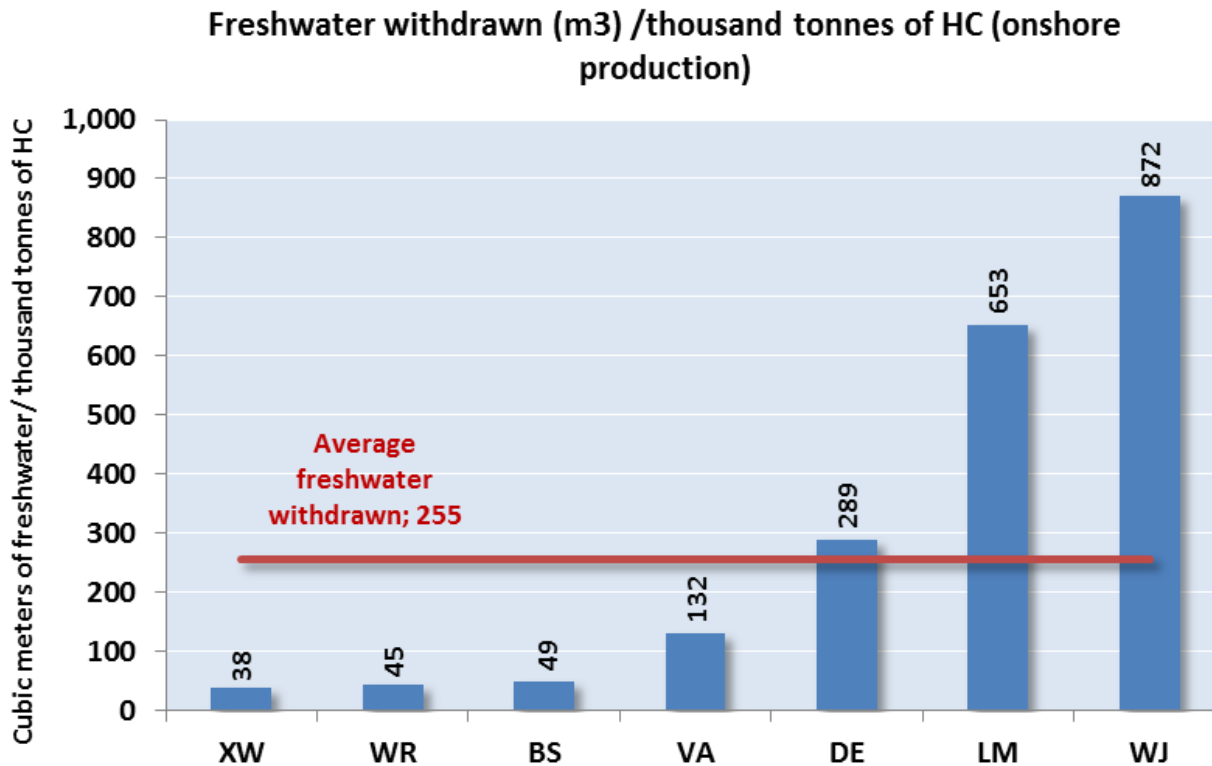 Freshwater withdrawn (m3) /thousand tonnes of HC (onshore
production)
Cubic meters of freshwater/ thousand tonnes of HC
1,000
900
800
700
600
500
400
300
200
100
0
Average
freshwater
withdrawn; 255
38
45
49
132
289
653
872
XW
WR
BS
VA
DE
LM
WJ